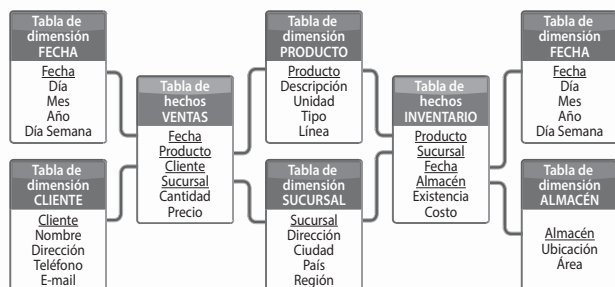 Tabla de
dimensión
FECHA
Fecha
Día
Mes
Año
Día Semana
Tabla de
dimensión
CLIENTE
Cliente
Nombre
Dirección
Teléfono
E-mail
Tabla de
hechos
VENTAS
Fecha
Producto
Cliente
Sucursal
Cantidad
Precio
Tabla de
dimensión
PRODUCTO
Producto
Descripción
Unidad
Tipo
Línea
Tabla de
dimensión
SUCURSAL
Sucursal
Dirección
Ciudad
País
Región
Tabla de
hechos
INVENTARIO
Producto
Sucursal
Fecha
Almacén
Existencia
Costo
Tabla de
dimensión
FECHA
Fecha
Día
Mes
Año
Día Semana
Tabla de
dimensión
ALMACÉN
Almacén
Ubicación
Área